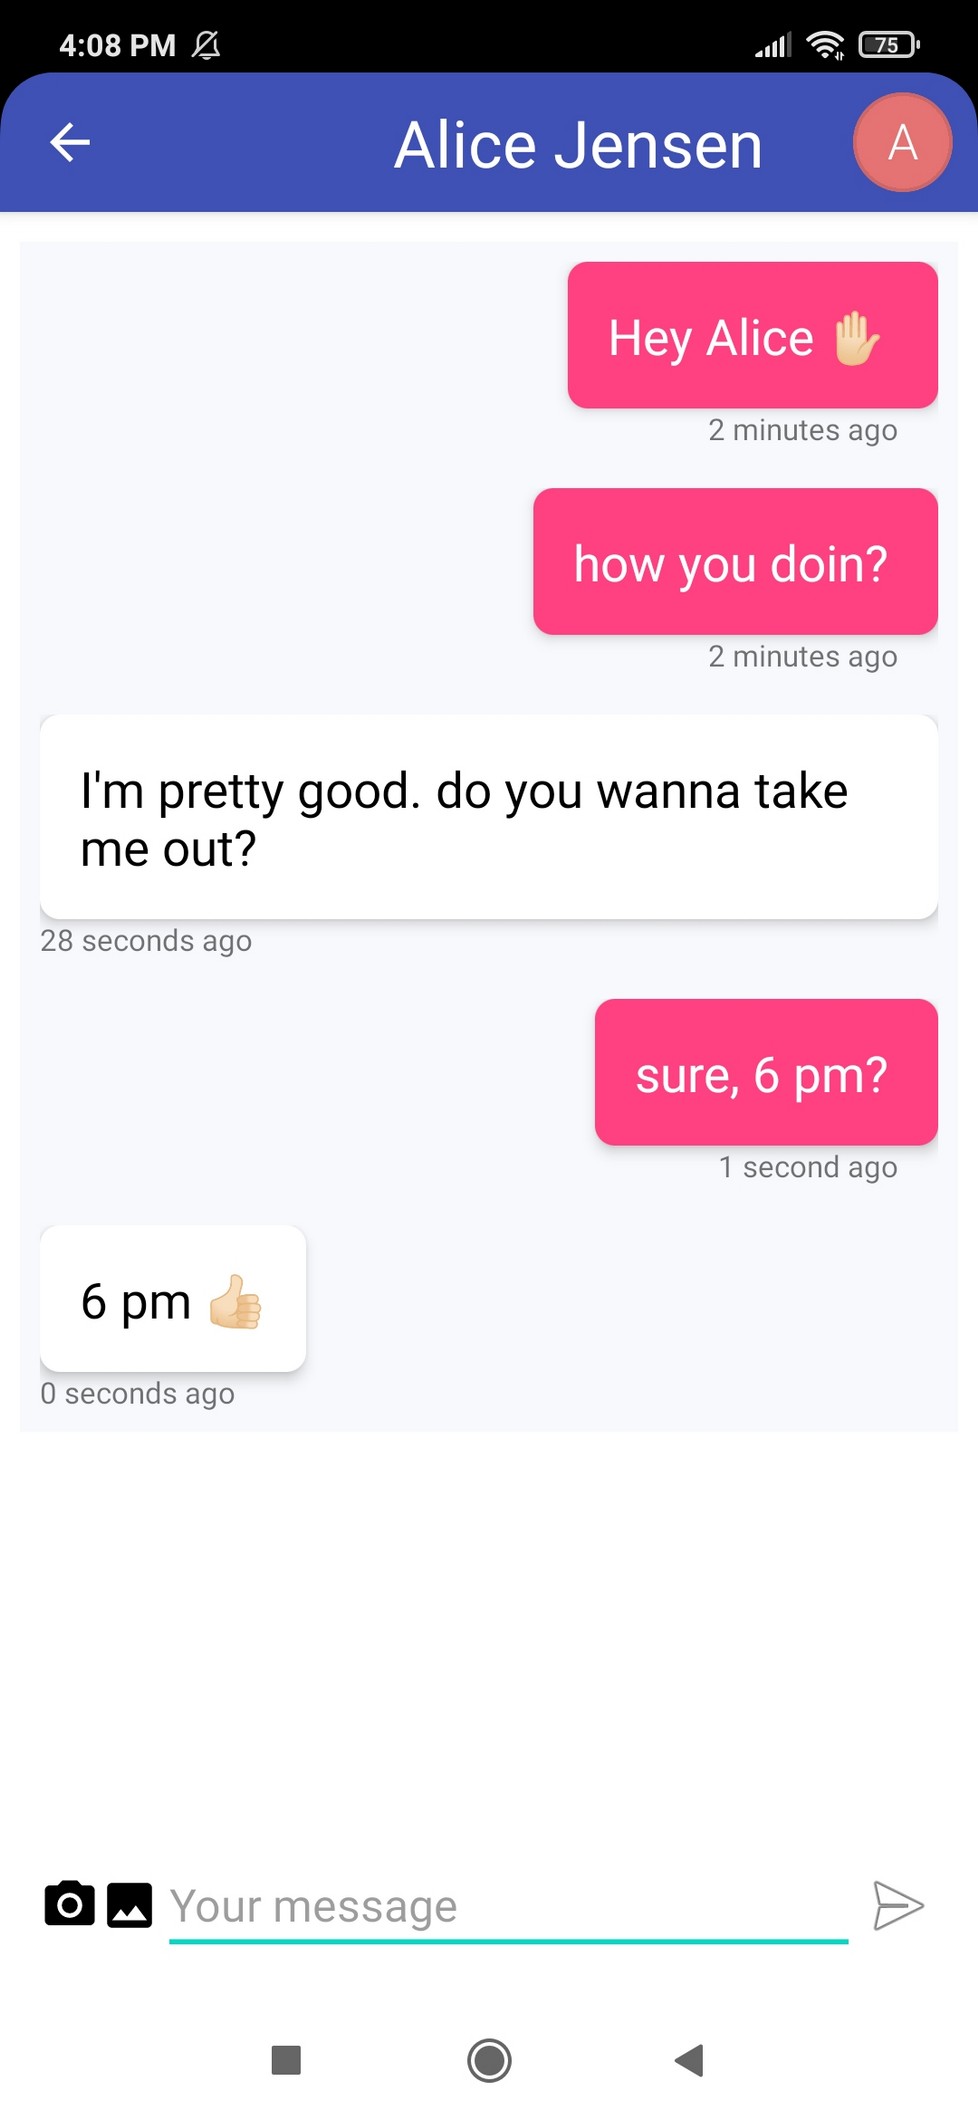 4:08 PM
75
Alice Jensen
A
Hey Alice ✋🏼
2 minutes ago
how you doin?
2 minutes ago
I'm pretty good. do you wanna take
me out?
28 seconds ago
sure, 6 pm?
1 second ago
6 pm 👍🏼
0 seconds ago
Your message